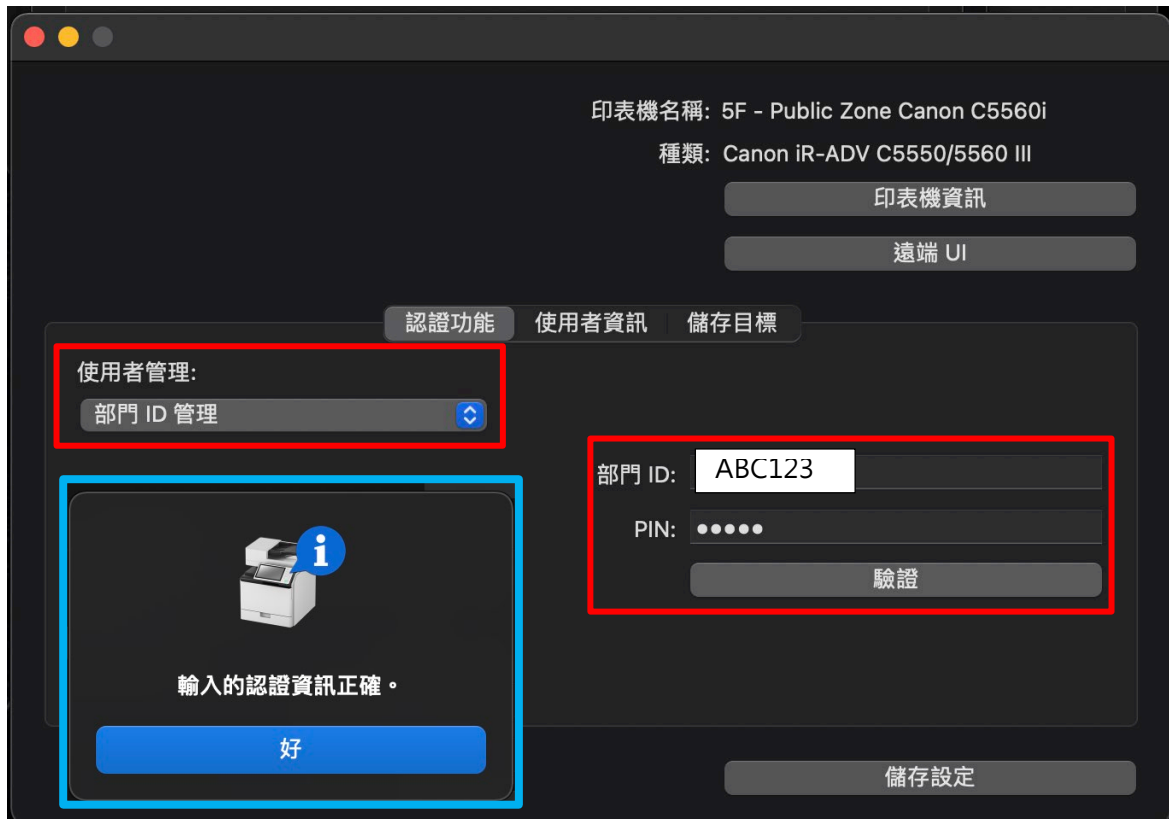 印表機名稱: 5F - Public Zone Canon C5560i
種類: Canon iR-ADV C5550/5560 III
印表機資訊
遠端 UI
認證功能 使用者資訊 儲存目標
使用者管理:
部門 ID 管理
部門 ID: ABC123
PIN: •••••
驗證
輸入的認證資訊正確。
好
儲存設定